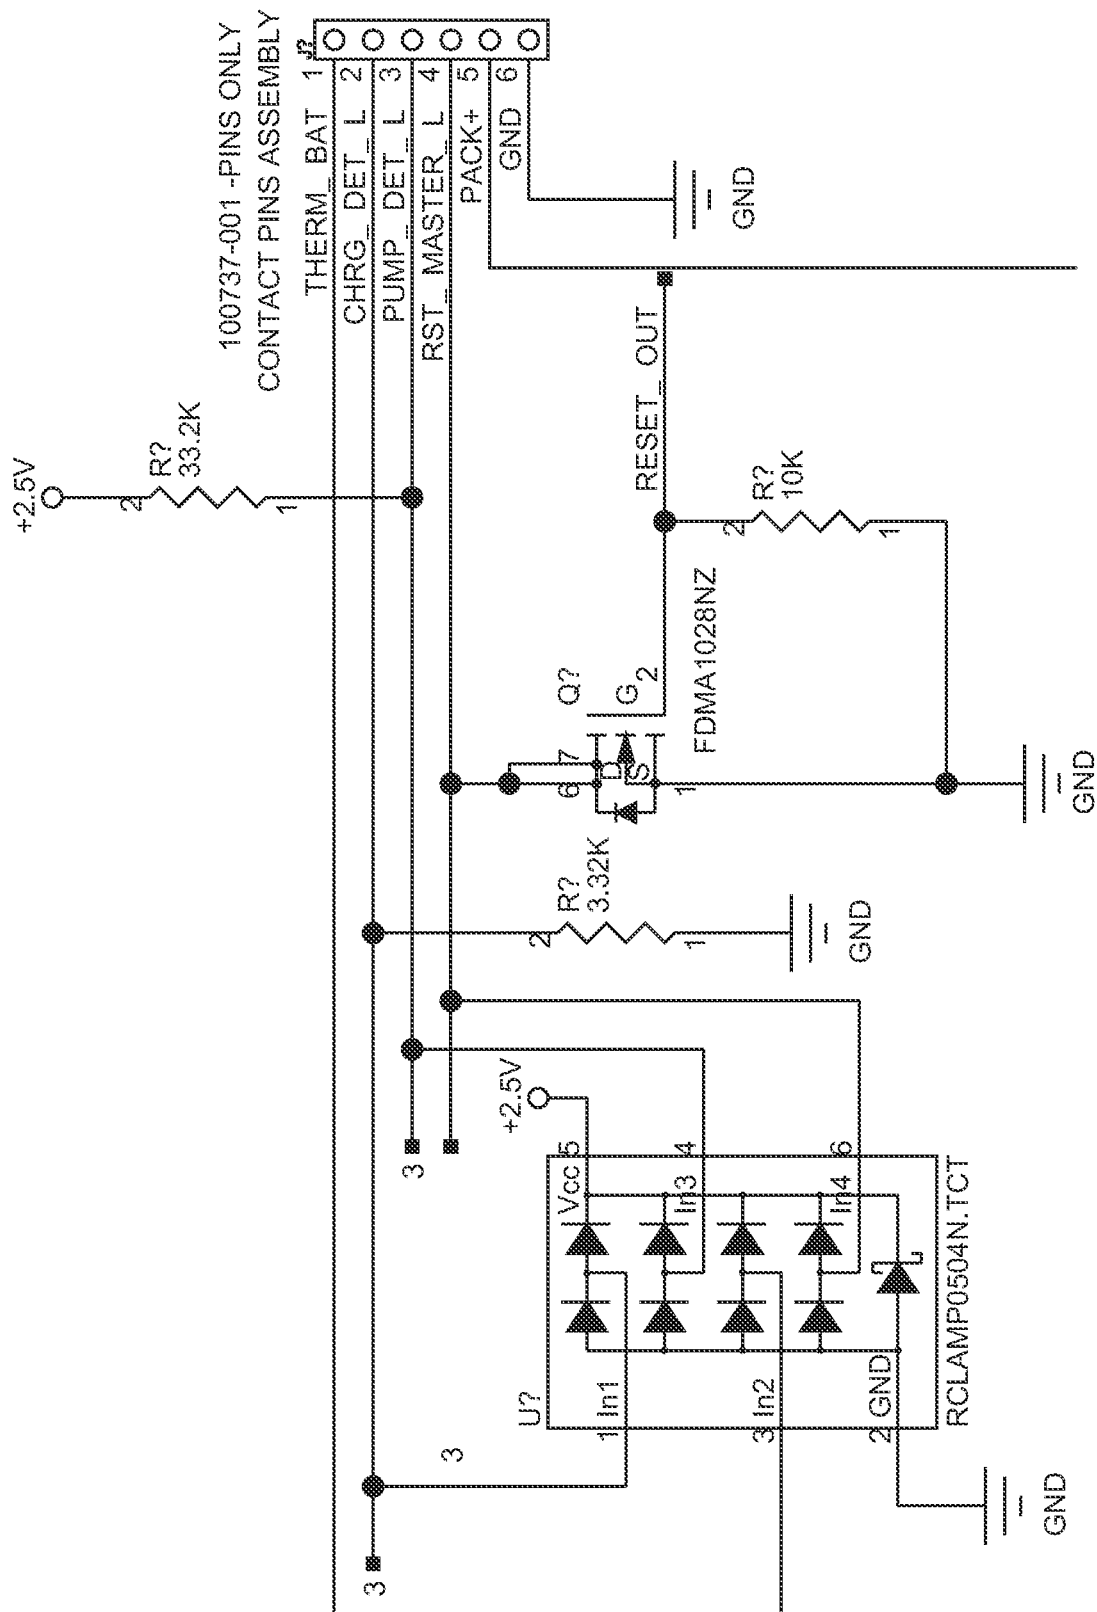 100737-001 -PINS ONLY
CONTACT PINS ASSEMBLY
J?
1
2
3
4
5
6
THERM_BAT
CHRG_DET_L
PUMP_DET_L
RST_MASTER_L
PACK+
GND
GND
+2.5V
2
R?
33.2K
1
RESET_OUT
2
R?
10K
1
Q?
G
2
7
6
D
S
1
FDMA1028NZ
GND
2
R?
3.32K
1
GND
3
+2.5V
5
4
6
Vcc
In3
In4
U?
In1
In2
GND
1
3
2
RCLAMP0504N.TCT
3
3
GND